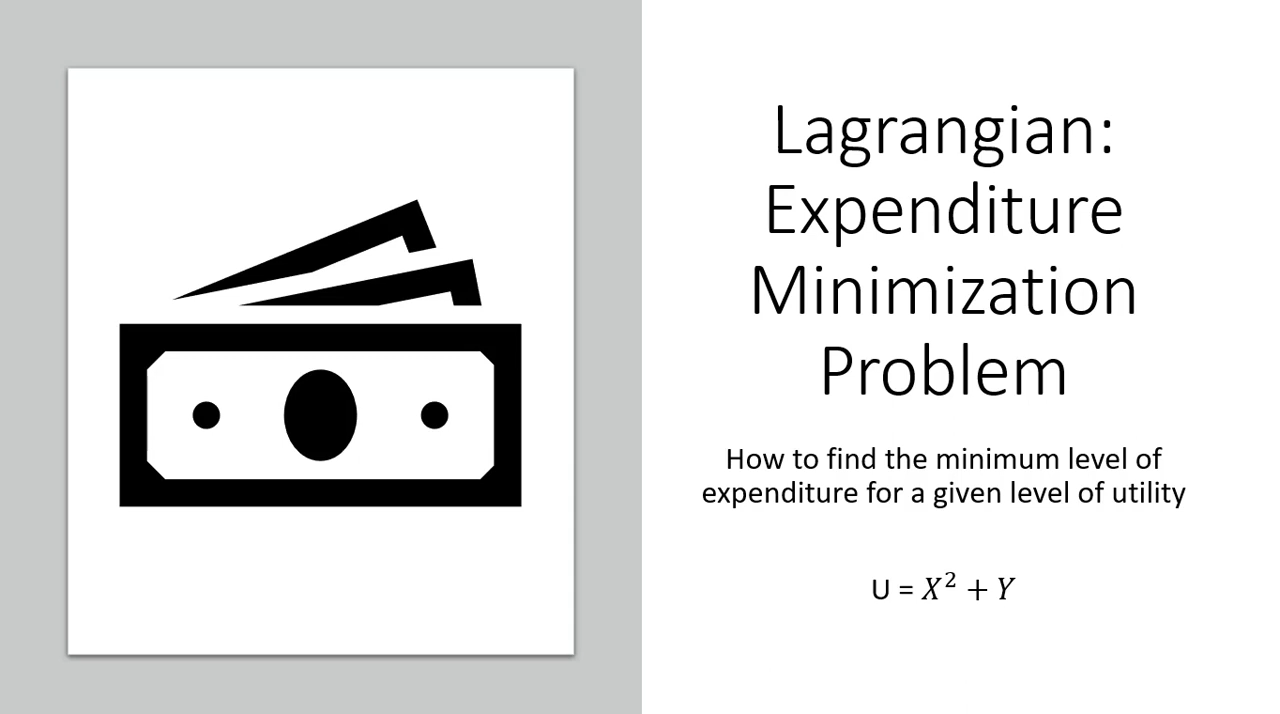 Lagrangian:
Expenditure
Minimization
Problem
How to find the minimum level of
expenditure for a given level of utility
U = 𝑋² + 𝑌